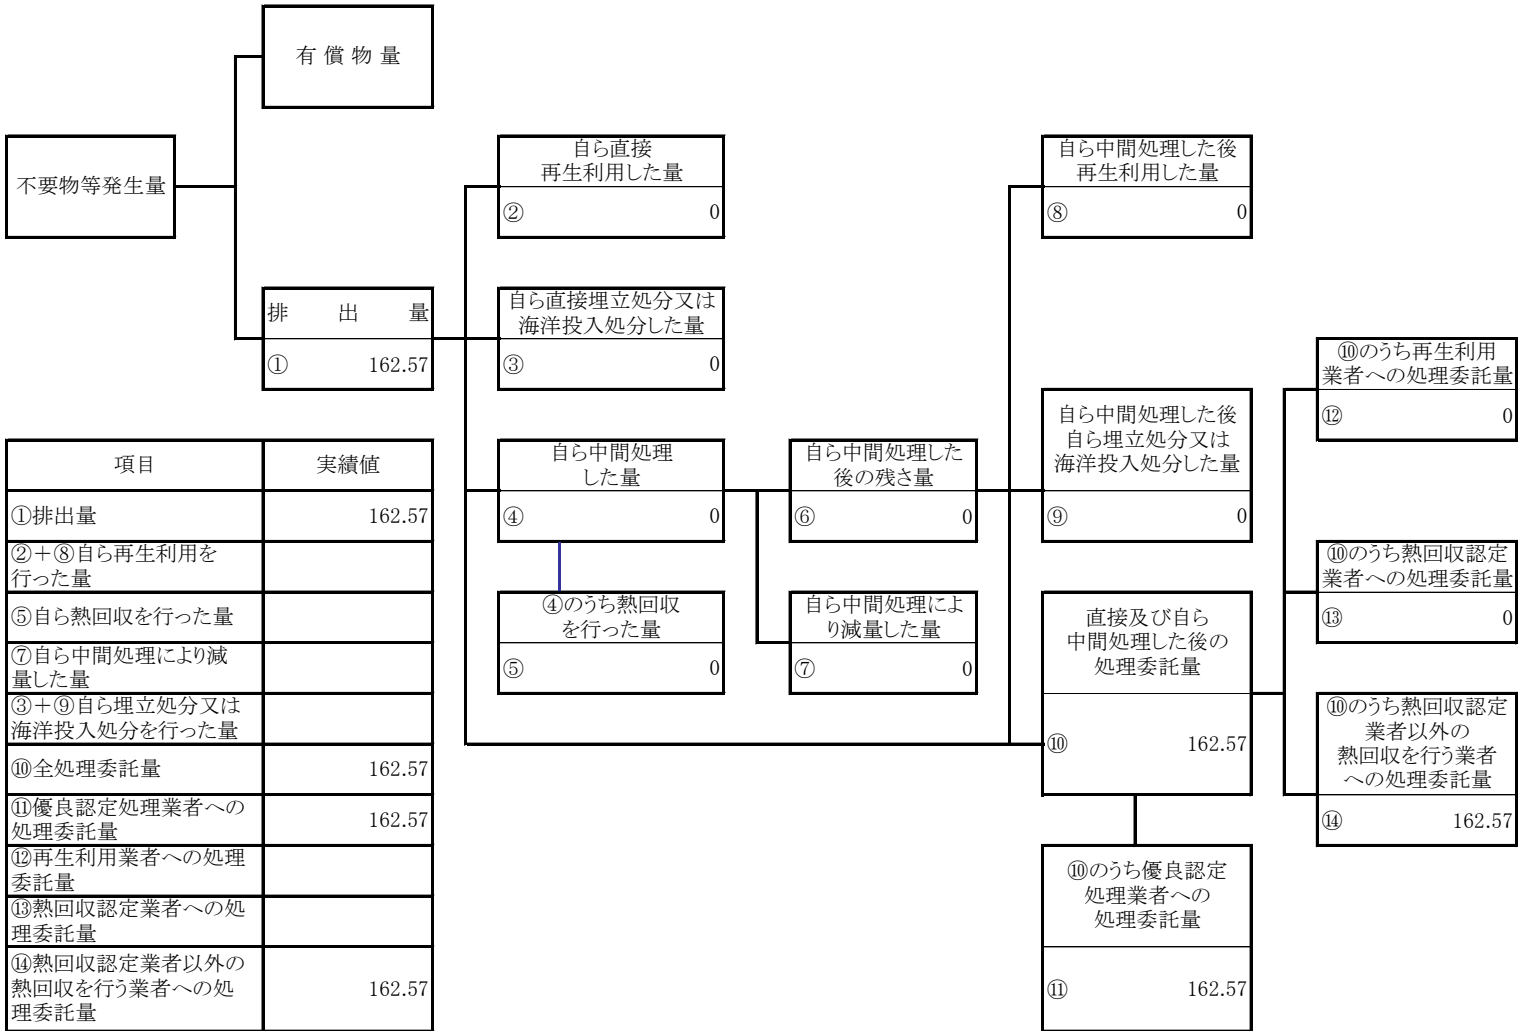 有 償 物 量
不要物等発生量
自ら直接
再生利用した量
② 0
自ら中間処理した後
再生利用した量
⑧ 0
排 出 量
① 162.57
自ら直接埋立処分又は
海洋投入処分した量
③ 0
⑩のうち再生利用
業者への処理委託量
⑫ 0
自ら中間処理
した量
④ 0
自ら中間処理した
後の残さ量
⑥ 0
自ら中間処理した後
自ら埋立処分又は
海洋投入処分した量
⑨ 0
⑩のうち熱回収認定
業者への処理委託量
⑬ 0
④のうち熱回収
を行った量
⑤ 0
自ら中間処理によ
り減量した量
⑦ 0
直接及び自ら
中間処理した後の
処理委託量
⑩ 162.57
⑩のうち熱回収認定
業者以外の
熱回収を行う業者
への処理委託量
⑭ 162.57
⑩のうち優良認定
処理業者への
処理委託量
⑪ 162.57
項目 実績値
①排出量 162.57
②＋⑧自ら再生利用を
行った量
⑤自ら熱回収を行った量
⑦自ら中間処理により減
量した量
③＋⑨自ら埋立処分又は
海洋投入処分を行った量
⑩全処理委託量 162.57
⑪優良認定処理業者への
処理委託量 162.57
⑫再生利用業者への処理
委託量
⑬熱回収認定業者への処
理委託量
⑭熱回収認定業者以外の
熱回収を行う業者への処 162.57
理委託量